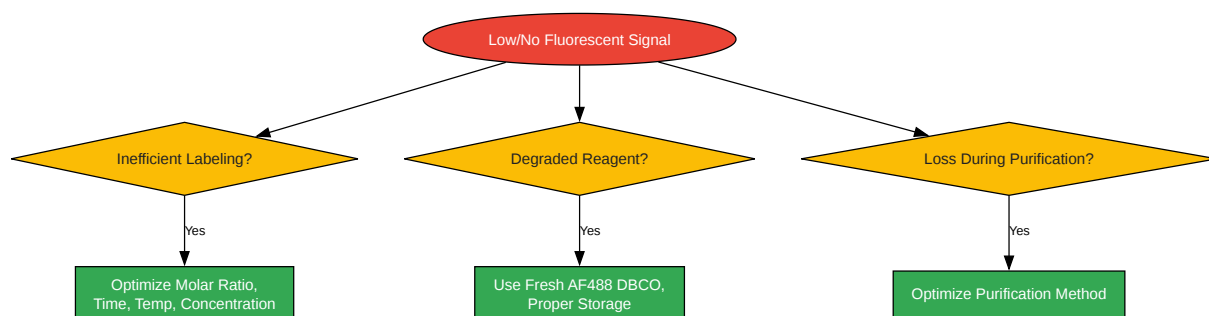 Low/No Fluorescent Signal
Inefficient Labeling?
Degraded Reagent?
Loss During Purification?
Yes
Yes
Yes
Optimize Molar Ratio,
Time, Temp, Concentration
Use Fresh AF488 DBCO,
Proper Storage
Optimize Purification Method